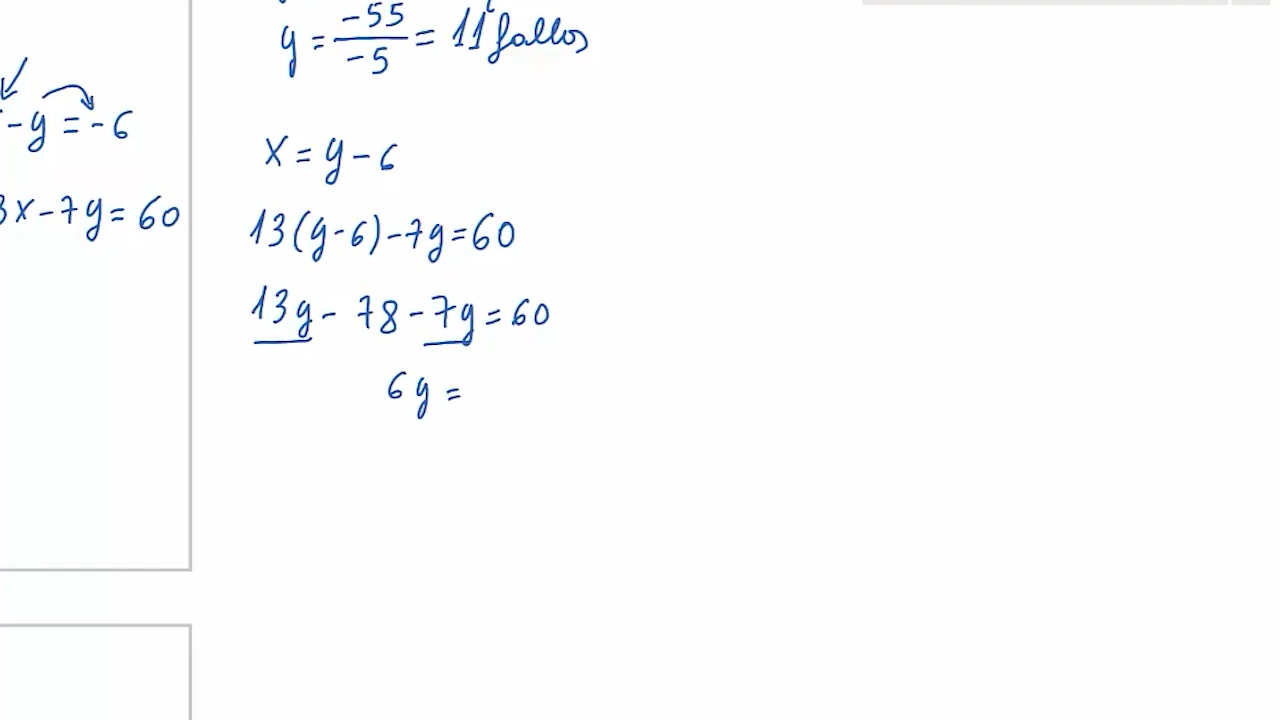 y = -55/-5 = 11 fallos
-y = -6
x = y - 6
3x - 7y = 60
13(y-6) - 7y = 60
13y - 78 - 7y = 60
6y =